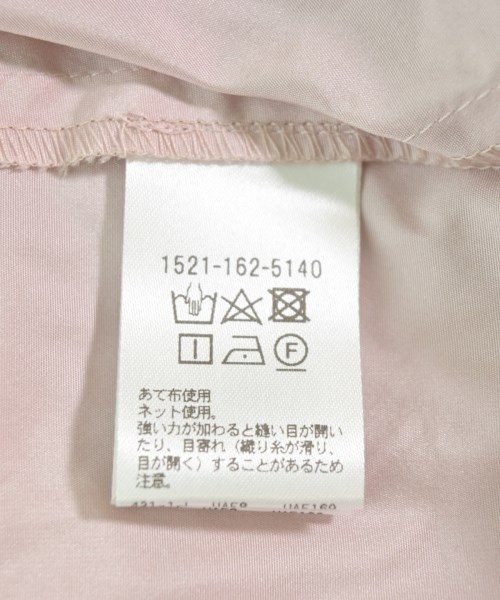 1521-162-5140
F
あて布使用
ネット使用。
強い力が加わると縫い目が開い
たり、目寄れ（織り糸が滑り、
目が開く）することがあるため
注意。